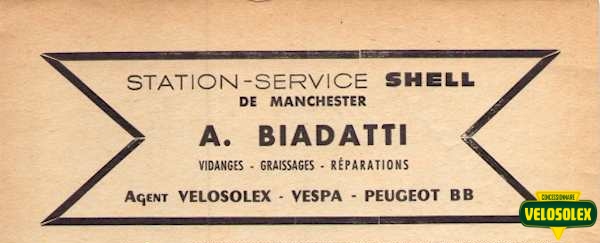 STATION-SERVICE SHELL
DE MANCHESTER
A. BIADATTI
VIDANGES - GRAISSAGES - RÉPARATIONS
AGENT VELOSOLEX - VESPA - PEUGEOT BB
CONCESSIONNAIRE
VELOSOLEX